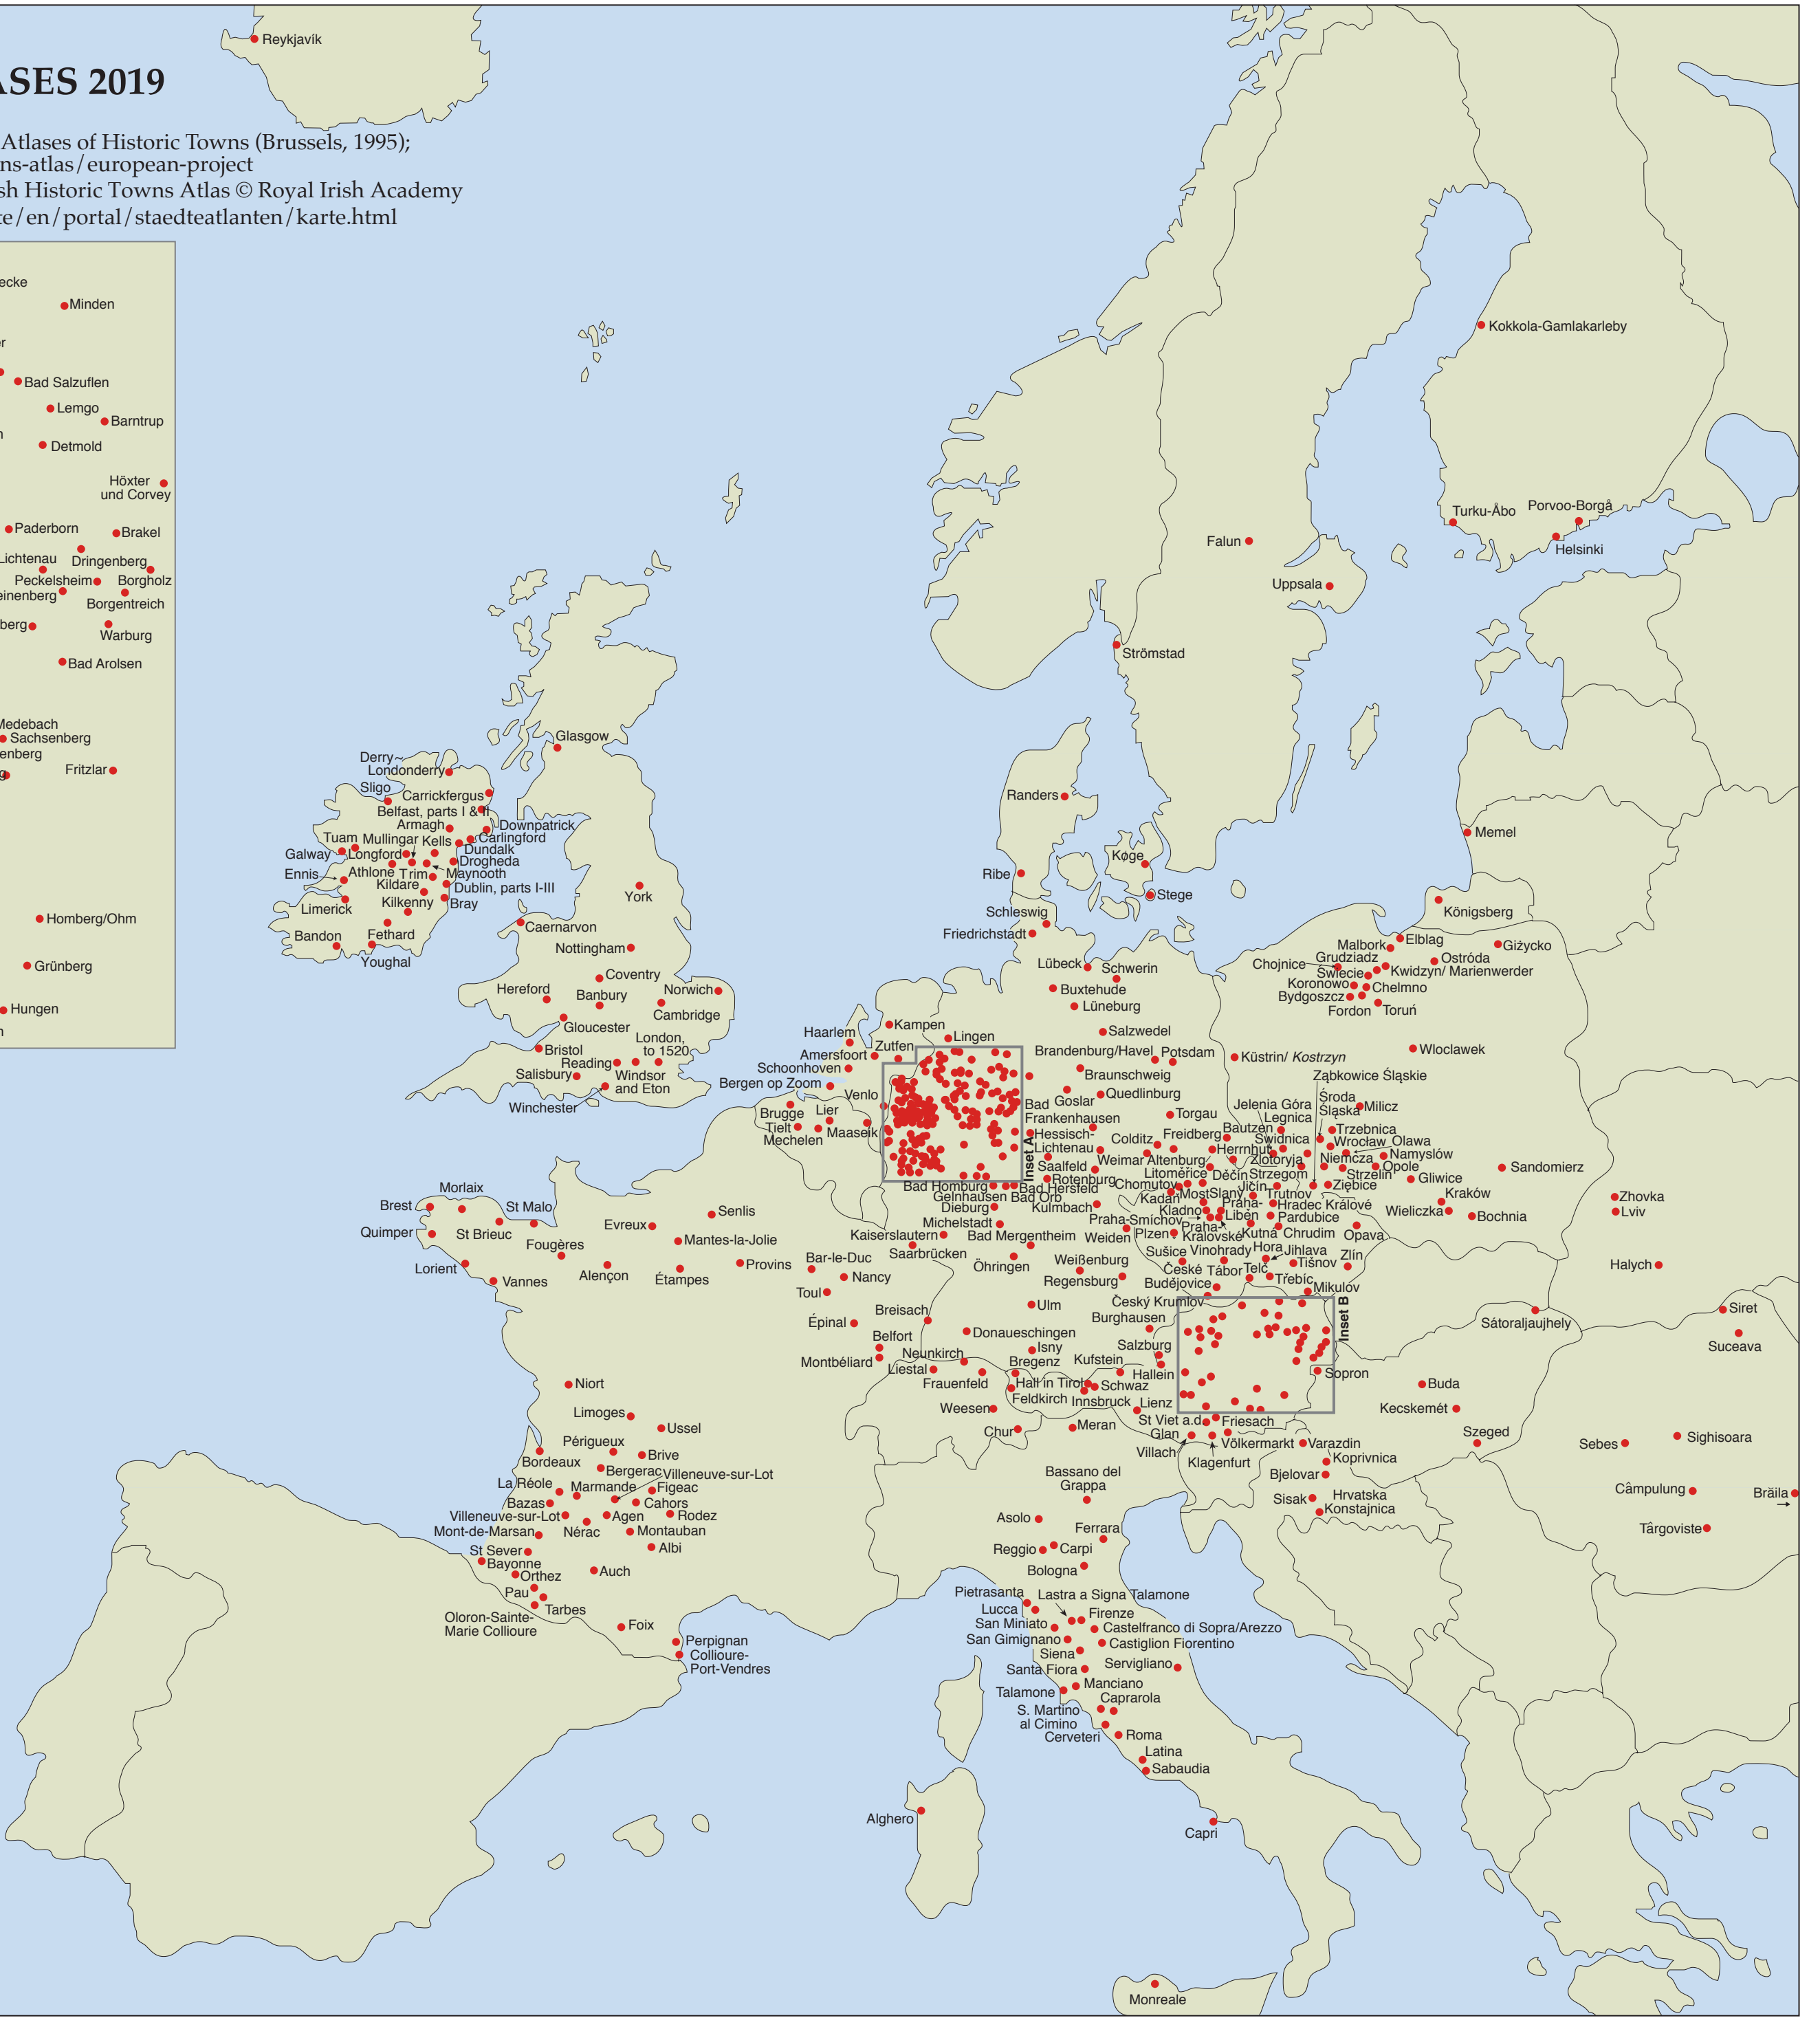 Reykjavík
ASES 2019
Atlases of Historic Towns (Brussels, 1995);
ns-atlas/european-project
sh Historic Towns Atlas © Royal Irish Academy
te/en/portal/staedteatlanten/karte.html
ecke
Minden
r
Bad Salzuflen
Lemgo
Barntrup
Detmold
Höxter
und Corvey
Paderborn
Brakel
Lichtenau
Dringenberg
Peckelsheim
Borgholz
einenberg
Borgentreich
berg
Warburg
Bad Arolsen
Medebach
Sachsenberg
enberg
g
Fritzlar
Homberg/Ohm
Grünberg
Hungen
n
Kokkola-Gamlakarleby
Turku-Åbo
Porvoo-Borgå
Helsinki
Falun
Uppsala
Strömstad
Glasgow
Derry~
Londonderry
Sligo
Carrickfergus
Belfast, parts I & II
Armagh
Downpatrick
Carlingford
Tuam
Mullingar
Kells
Dundalk
Galway
Longford
Drogheda
Ennis
Athlone
Trim
Maynooth
Kildare
Dublin, parts I-III
Limerick
Kilkenny
Bray
Bandon
Fethard
Youghal
York
Caernarvon
Nottingham
Coventry
Hereford
Banbury
Norwich
Cambridge
Gloucester
London,
to 1520
Bristol
Reading
Salisbury
Windsor
and Eton
Winchester
Randers
Køge
Ribe
Stege
Schleswig
Friedrichstadt
Memel
Königsberg
Lübeck
Schwerin
Buxtehude
Lüneburg
Salzwedel
Malbork
Elblag
Giżycko
Grudziadz
Ostróda
Chojnice
Świecie
Kwidzyn/ Marienwerder
Koronowo
Chelmno
Bydgoszcz
Fordon
Toruń
Wloclawek
Kampen
Lingen
Haarlem
Zutfen
Amersfoort
Schoonhoven
Bergen op Zoom
Venlo
Brugge
Lier
Tielt
Mechelen
Maaseik
Inset A
Brandenburg/Havel
Potsdam
Küstrin/ Kostrzyn
Braunschweig
Goslar
Quedlinburg
Bad
Frankenhausen
Torgau
Hessisch-
Lichtenau
Colditz
Freidberg
Bautzen
Herrnhut
Saalfeld
Weimar
Altenburg
Rotenburg
Litoměřice
Děčín
Chomutov
Most
Slany
Kadaň
Kladno
Praha-
Libeň
Bad Homburg
Bad Hersfeld
Gelnhausen
Bad Orb
Dieburg
Kulmbach
Michelstadt
Praha-Smíchov
Praha-
Královské
Vinohrady
Weiden
Plzen
Kaiserslautern
Saarbrücken
Bad Mergentheim
Öhringen
Weißenburg
Regensburg
Ząbkowice Śląskie
Środa
Śląska
Milicz
Jelenia Góra
Legnica
Trzebnica
Świdnica
Wrocław
Olawa
Zlotoryja
Niemcza
Namyslów
Opole
Strzegom
Strzelin
Gliwice
Jičín
Trutnov
Ziębice
Kraków
Wieliczka
Bochnia
Sandomierz
Hradec Králové
Pardubice
Kutná
Hora
Chrudim
Opava
Jihlava
Zlín
Sušice
Tišnov
České
Budějovice
Tábor
Telč
Třebíc
Mikulov
Český Krumlov
Inset B
Zhovka
Lviv
Halych
Siret
Suceava
Sátoraljaujhely
Brest
Morlaix
St Malo
Quimper
St Brieuc
Fougères
Lorient
Vannes
Alençon
Evreux
Senlis
Mantes-la-Jolie
Étampes
Provins
Bar-le-Duc
Nancy
Toul
Épinal
Breisach
Belfort
Montbéliard
Ulm
Donaueschingen
Isny
Neunkirch
Liestal
Frauenfeld
Bregenz
Kufstein
Hall in Tirol
Schwaz
Feldkirch
Innsbruck
Weesen
Chur
Meran
Burghausen
Salzburg
Hallein
Lienz
St Viet a.d.
Glan
Friesach
Villach
Klagenfurt
Völkermarkt
Sopron
Buda
Kecskemét
Szeged
Varazdin
Koprivnica
Bjelovar
Sisak
Hrvatska
Konstajnica
Sebes
Sighisoara
Câmpulung
Brăila
Târgoviste
Niort
Limoges
Ussel
Périgueux
Brive
Bordeaux
Bergerac
Villeneuve-sur-Lot
La Réole
Marmande
Figeac
Bazas
Cahors
Villeneuve-sur-Lot
Agen
Rodez
Mont-de-Marsan
Nérac
Montauban
St Sever
Albi
Bayonne
Orthez
Auch
Pau
Tarbes
Oloron-Sainte-
Marie Collioure
Foix
Perpignan
Collioure-
Port-Vendres
Bassano del
Grappa
Asolo
Ferrara
Reggio
Carpi
Bologna
Pietrasanta
Lastra a Signa
Talamone
Lucca
Firenze
San Miniato
Castelfranco di Sopra/Arezzo
San Gimignano
Castiglion Fiorentino
Siena
Servigliano
Santa Fiora
Manciano
Talamone
Caprarola
S. Martino
al Cimino
Cerveteri
Roma
Latina
Sabaudia
Alghero
Capri
Monreale